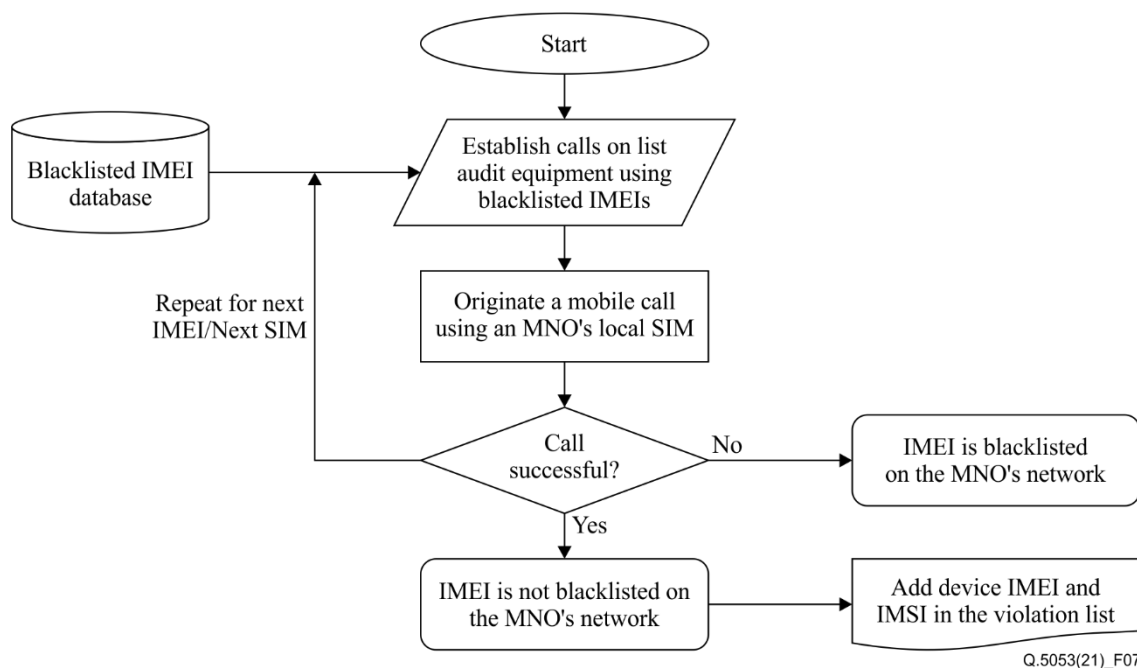 Start
Blacklisted IMEI
database
Establish calls on list
audit equipment using
blacklisted IMEIs
Repeat for next
IMEI/Next SIM
Originate a mobile call
using an MNO's local SIM
Call
successful?
No
IMEI is blacklisted
on the MNO's network
Yes
IMEI is not blacklisted on
the MNO's network
Add device IMEI and
IMSI in the violation list
Q.5053(21)_F07